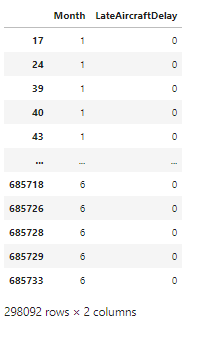 Month LateAircraftDelay
17 1 0
24 1 0
39 1 0
40 1 0
43 1 0
... ... ...
685718 6 0
685726 6 0
685728 6 0
685729 6 0
685733 6 0
298092 rows × 2 columns